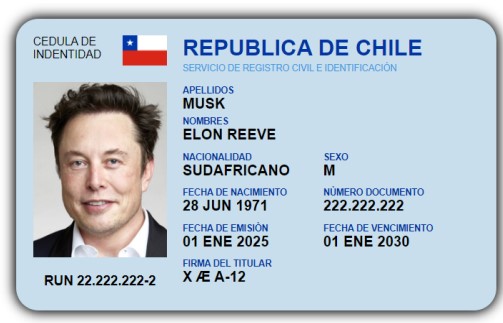 CEDULA DE
INDENTIDAD
REPUBLICA DE CHILE
SERVICIO DE REGISTRO CIVIL E IDENTIFICACIÓN
APELLIDOS
MUSK
NOMBRES
ELON REEVE
NACIONALIDAD SEXO
SUDAFRICANO M
FECHA DE NACIMIENTO NÚMERO DOCUMENTO
28 JUN 1971 222.222.222
FECHA DE EMISIÓN FECHA DE VENCIMIENTO
01 ENE 2025 01 ENE 2030
FIRMA DEL TITULAR
X Æ A-12
RUN 22.222.222-2